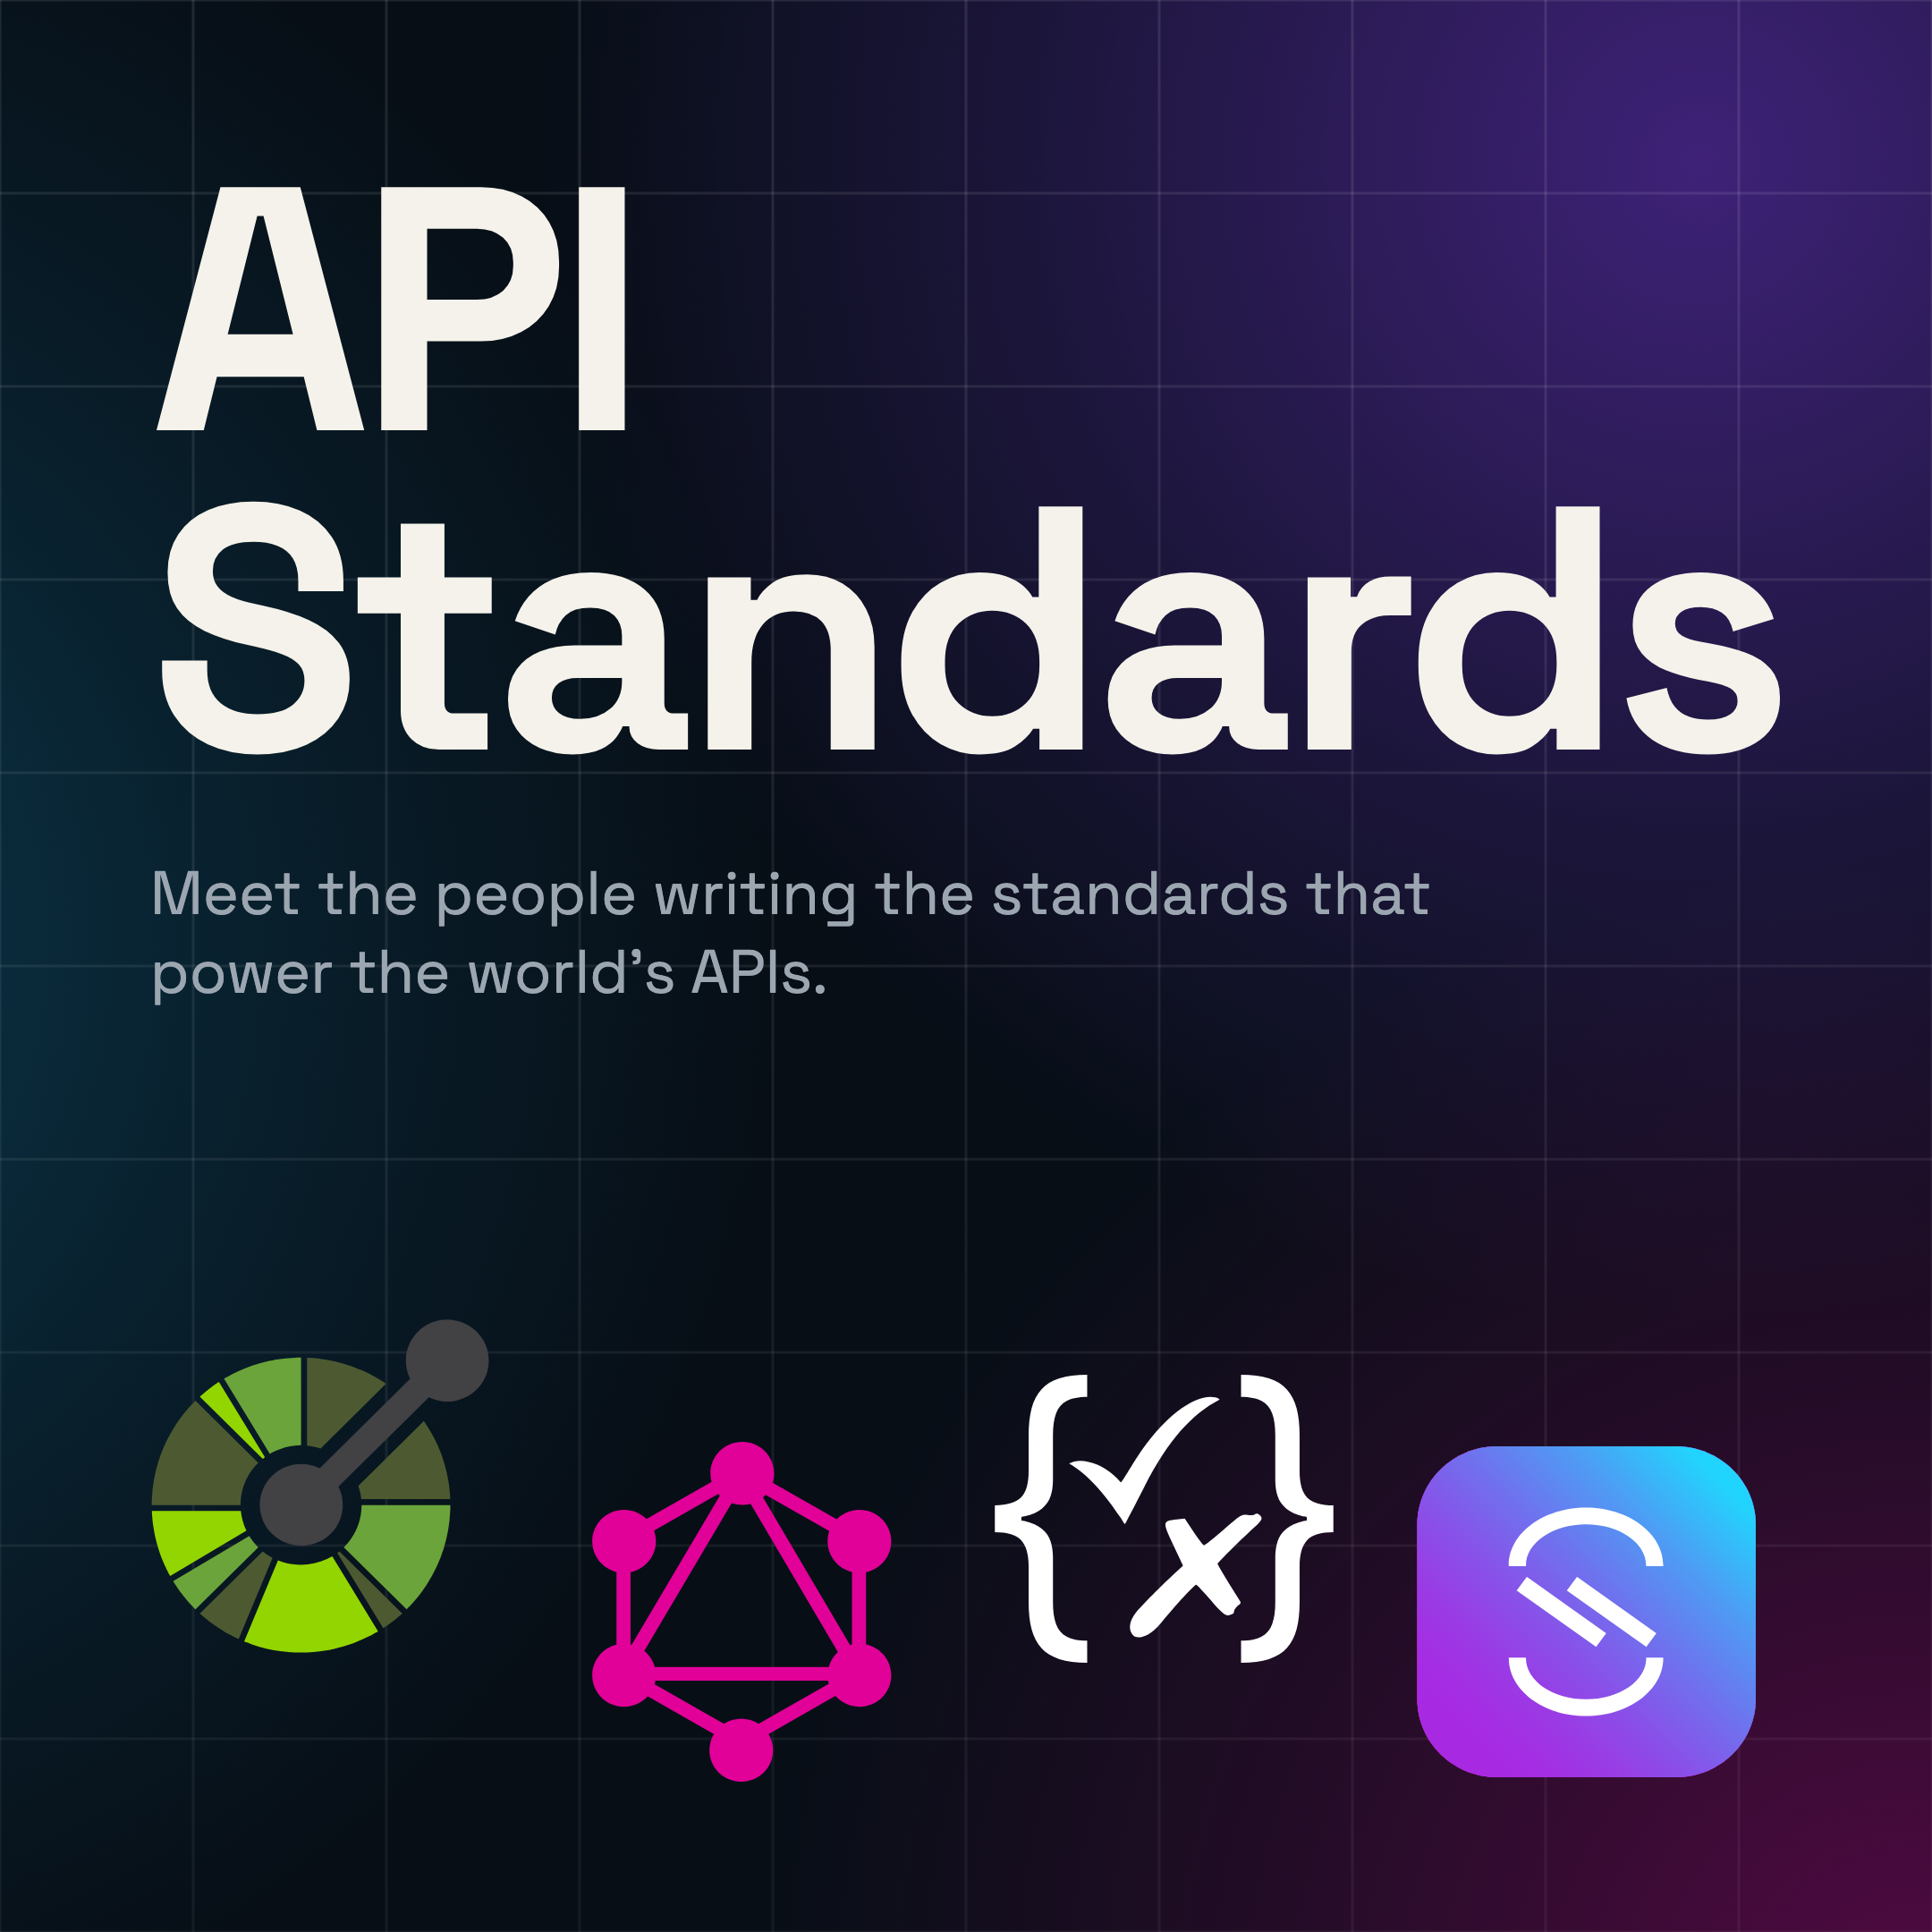 API
Standards
Meet the people writing the standards that
power the world's APIs.